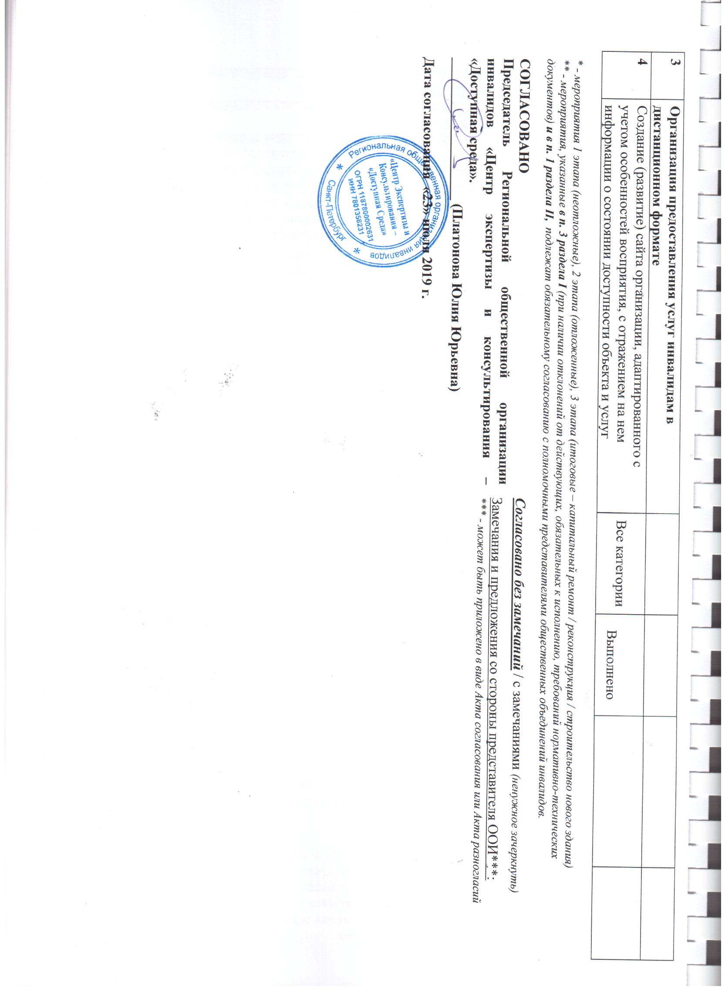 3 Организация предоставления услуг инвалидам в
дистанционном формате
4 Создание (развитие) сайта организации, адаптированного с
учетом особенностей восприятия, с отражением на нем
информации о состоянии доступности объекта и услуг
Все категории
Выполнено
* - мероприятия 1 этапа (неотложные), 2 этапа (отложенные), 3 этапа (итоговые – капитальный ремонт / реконструкция / строительство нового здания)
** - мероприятия, указанные в п. 3 раздела I (при наличии отклонений от действующих, обязательных к исполнению, требований нормативно-технических
документов) и в п. 1 раздела II, подлежат обязательному согласованию с полномочными представителями общественных объединений инвалидов.
СОГЛАСОВАНО
Председатель Региональной общественной организации
инвалидов «Центр экспертизы и консультирования –
«Доступная среда».
(Платонова Юлия Юрьевна)
Дата согласования «23» июля 2019 г.
Согласовано без замечаний / с замечаниями (ненужное зачеркнуть)
Замечания и предложения со стороны представителя ООИ***:
*** - может быть приложено в виде Акта согласования или Акта разногласий
Региональная общественная организация инвалидов
* Санкт-Петербург *
«Центр Экспертизы и
Консультирования –
«Доступная Среда»
ОГРН 1187800002631
ИНН 7801358231